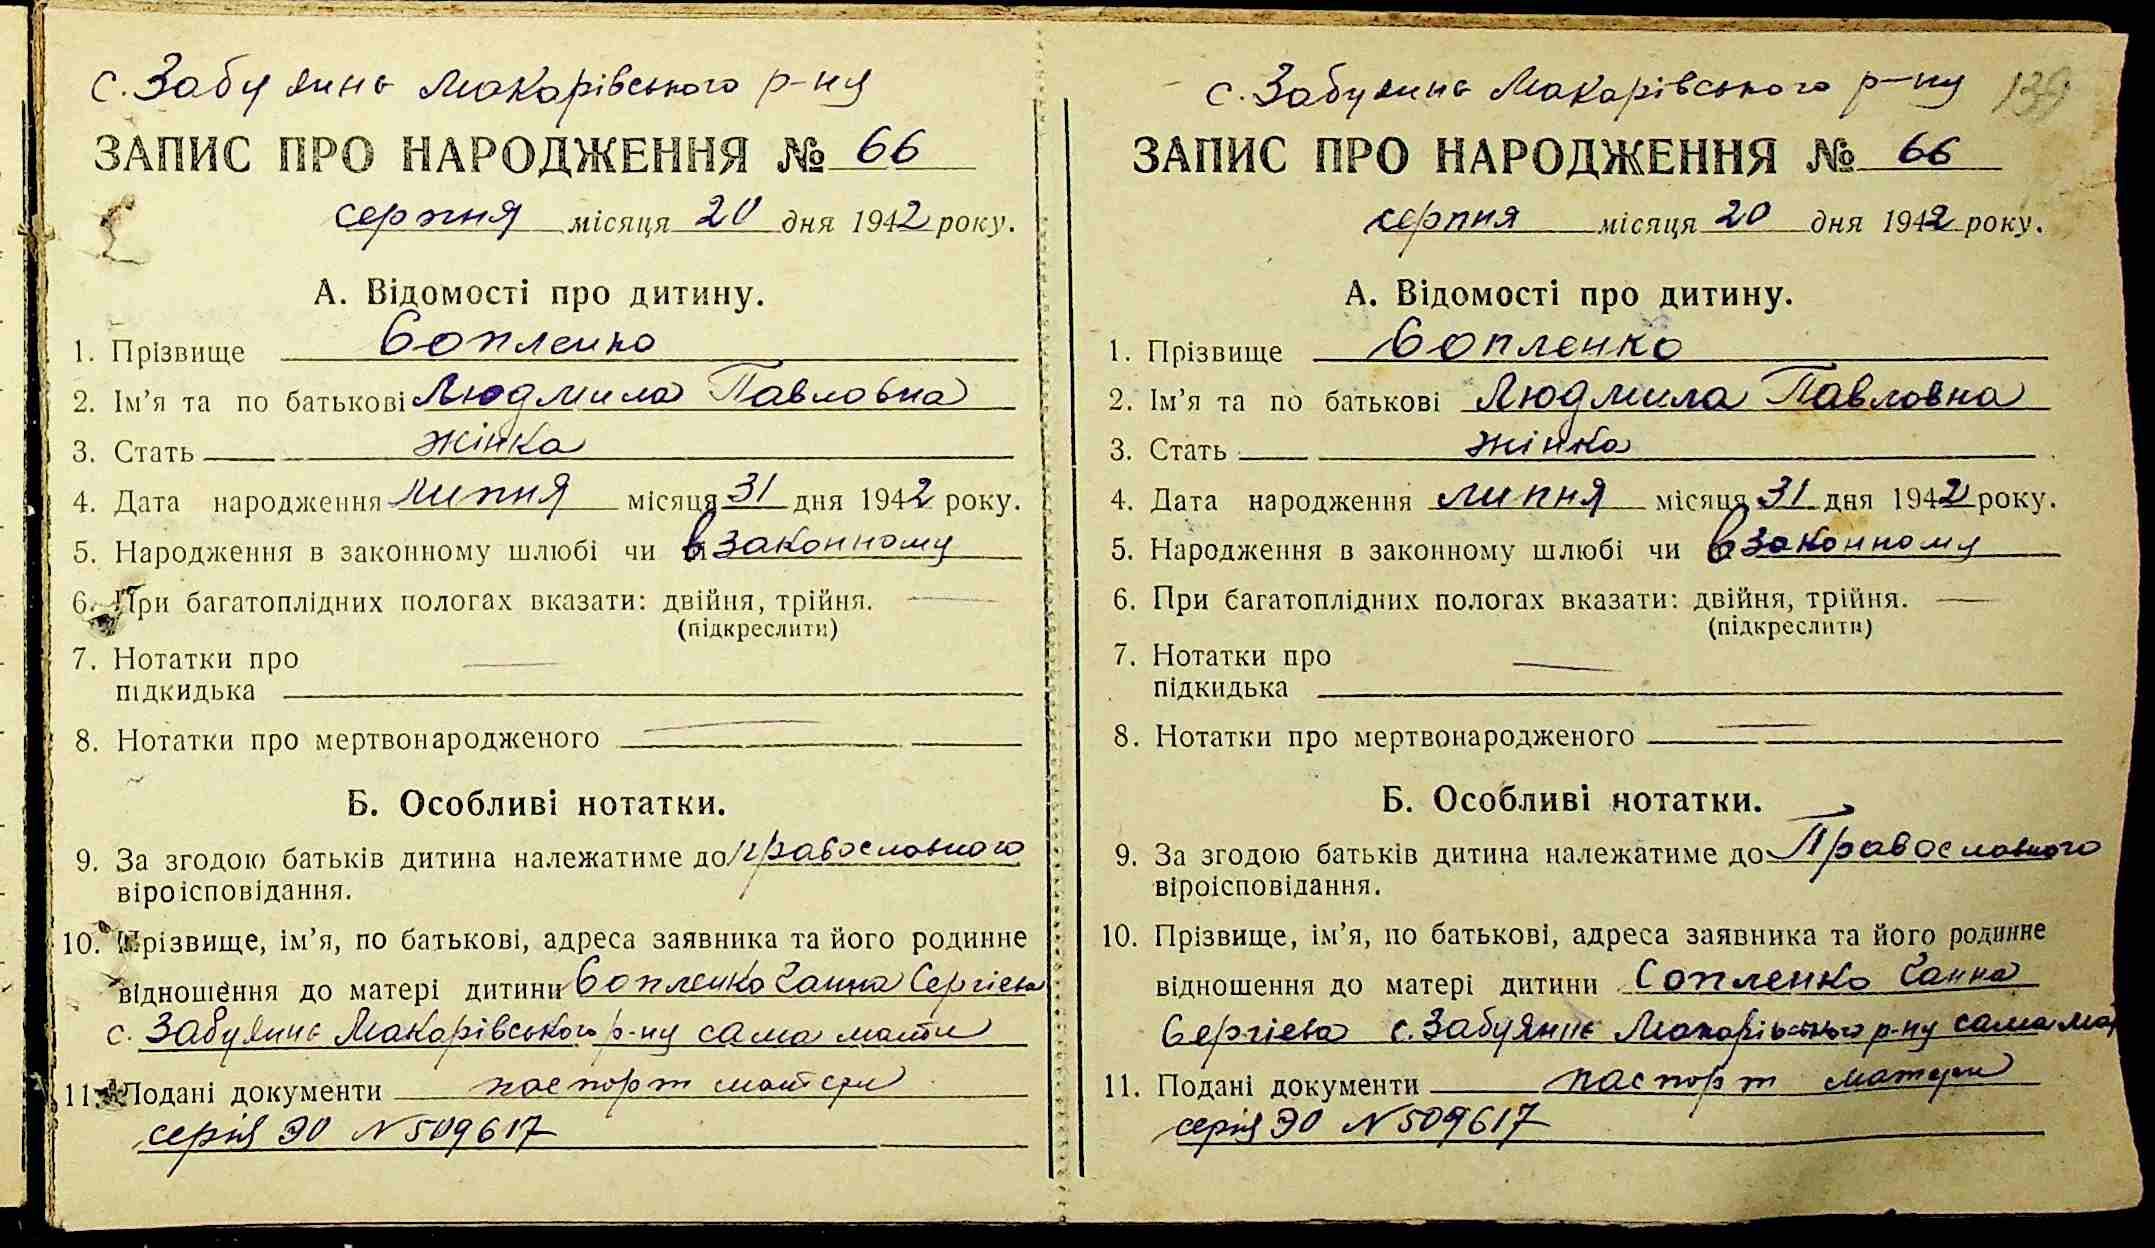 с. Забуянне Макарівського р-ну
ЗАПИС ПРО НАРОДЖЕННЯ № 66
серпня місяця 20 дня 1942 року.
А. Відомості про дитину.
1. Прізвище Сопленко
2. Ім'я та по батькові Людмила Павловна
3. Стать жінка
4. Дата народження липня місяця 31 дня 1942 року.
5. Народження в законному шлюбі чи в законному
6. При багатоплідних пологах вказати: двійня, трійня. —
(підкреслити)
7. Нотатки про —
підкидька
8. Нотатки про мертвонародженого —
Б. Особливі нотатки.
9. За згодою батьків дитина належатиме до православного
віроісповідання.
10. Прізвище, ім'я, по батькові, адреса заявника та його родинне
відношення до матері дитини Сопленко Ганна Сергієва
с. Забуянне Макарівського р-ну сама мати
11. Подані документи паспорт матери
серія ЭО N 509617
с. Забуянне Макарівського р-ну 139
ЗАПИС ПРО НАРОДЖЕННЯ № 66
серпня місяця 20 дня 1942 року.
А. Відомості про дитину.
1. Прізвище Сопленко
2. Ім'я та по батькові Людмила Павловна
3. Стать жінка
4. Дата народження липня місяця 31 дня 1942 року.
5. Народження в законному шлюбі чи в законному
6. При багатоплідних пологах вказати: двійня, трійня. —
(підкреслити)
7. Нотатки про —
підкидька
8. Нотатки про мертвонародженого —
Б. Особливі нотатки.
9. За згодою батьків дитина належатиме до Православного
віроісповідання.
10. Прізвище, ім'я, по батькові, адреса заявника та його родинне
відношення до матері дитини Сопленко Ганна
Сергієва с. Забуянне Макарівського р-ну сама мат
11. Подані документи паспорт матери
серія ЭО N 509617